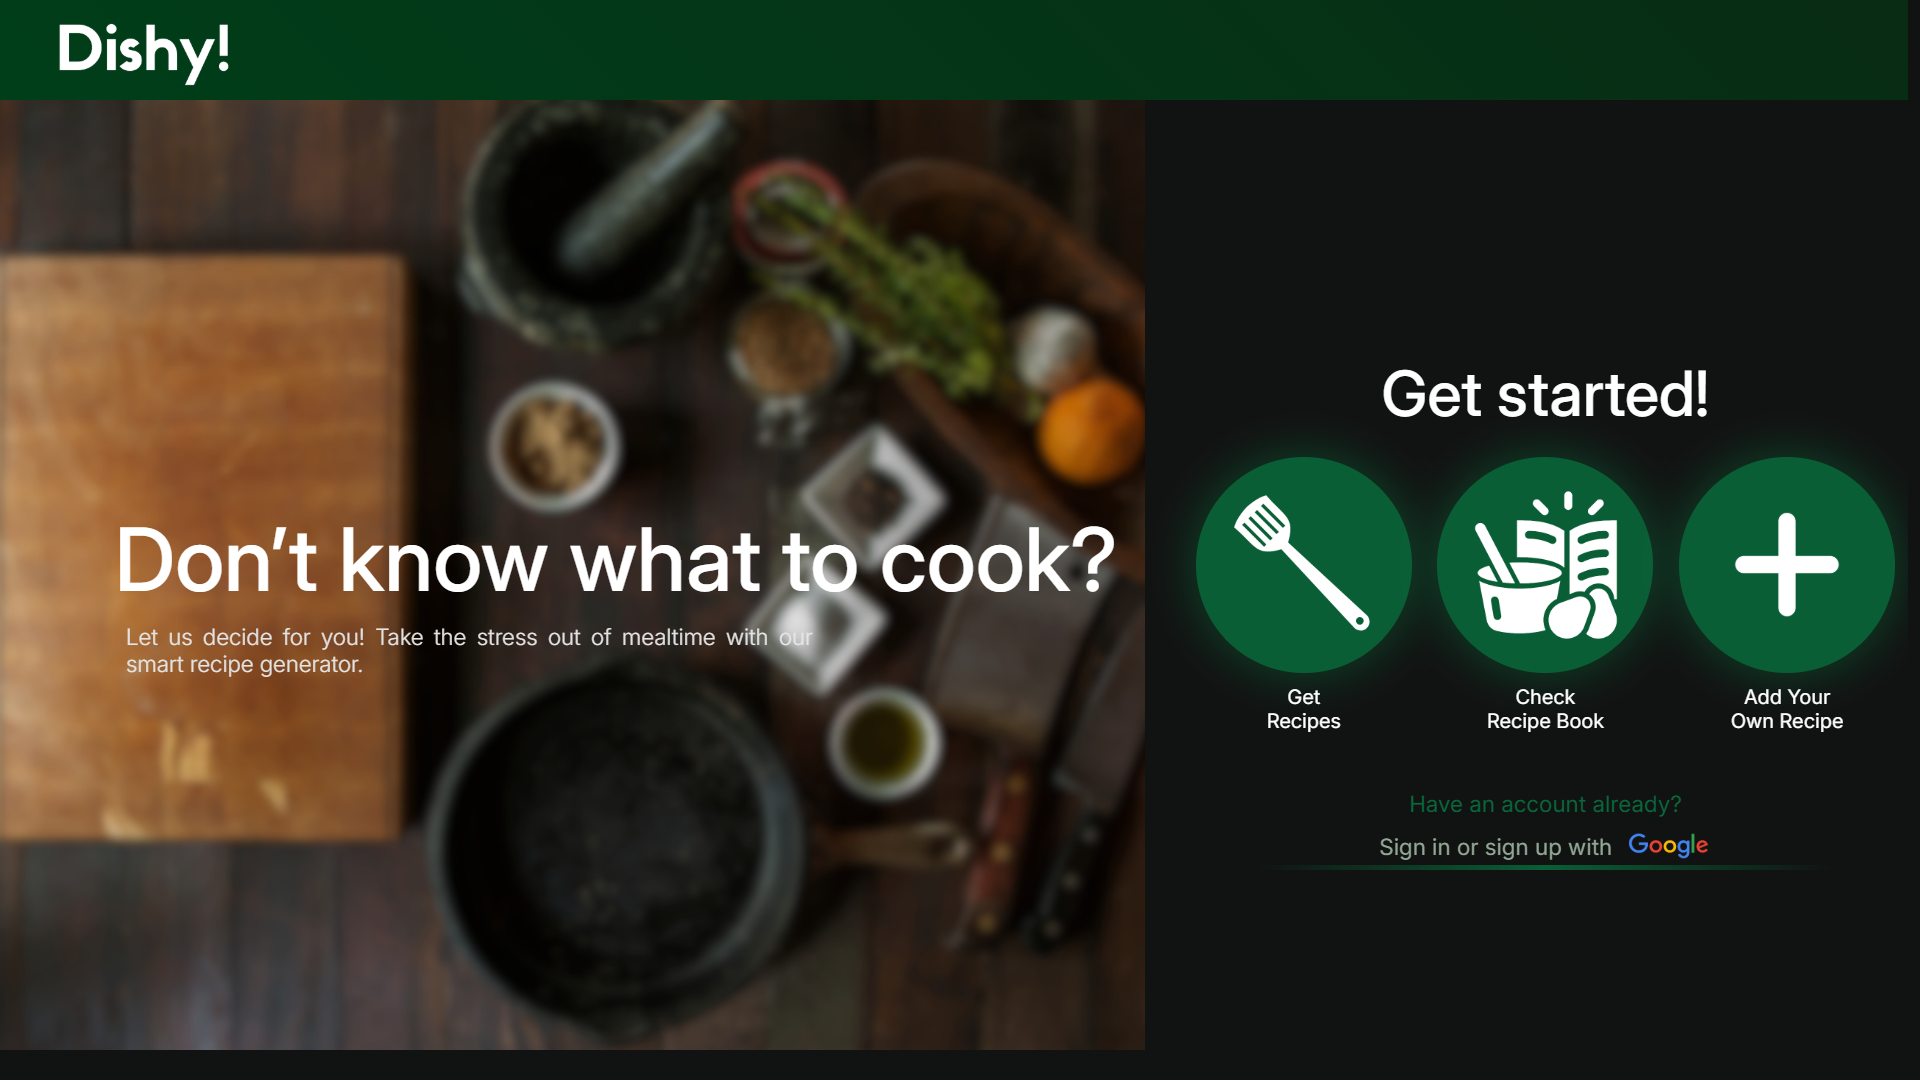 Dishy!
Don’t know what to cook?
Let us decide for you! Take the stress out of mealtime with our
smart recipe generator.
Get started!
Get
Recipes
Check
Recipe Book
Add Your
Own Recipe
Have an account already?
Sign in or sign up with Google